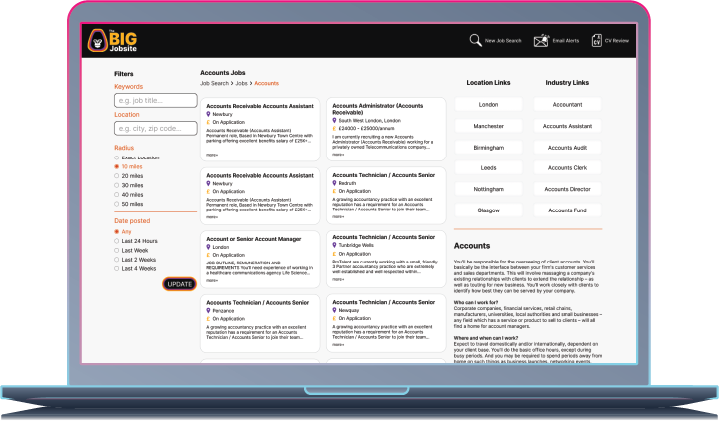 The
BIG
Jobsite
New Job Search
Email Alerts
CV
CV Review
Filters
Keywords
e.g. job title...
Location
e.g: city, zip code...
Radius
Exact Location
10 miles
20 miles
30 miles
40 miles
50 miles
Date posted
Any
Last 24 Hours
Last Week
Last 2 Weeks
Last 4 Weeks
UPDATE
Accounts Jobs
Job Search > Jobs > Accounts
Accounts Receivable Accounts Assistant
Newbury
£ On Application
Accounts Receivable (Accounts Assistant)
Permanent role, Based in Newbury Town Centre with
parking offering excellent benefits salary of £25K+...
more»
Accounts Administrator (Accounts
Receivable)
South West London, London
£ £24000 - £25000/annum
I am currently recruiting a new Accounts
Administrator (Accounts Receivable) working for a
privately owned Telecommunications company...
more»
Accounts Receivable Accounts Assistant
Newbury
£ On Application
Accounts Receivable (Accounts Assistant)
Permanent role, Based in Newbury Town Centre with
parking offering excellent benefits salary of £25K+...
more»
Accounts Technician / Accounts Senior
Redruth
£ On Application
A growing accountancy practice with an excellent
reputation has a requirement for an Accounts
Technician / Accounts Senior to join their team...
more»
Account or Senior Account Manager
London
£ On Application
JOB OUTLINE, REMUNERATION AND
REQUIREMENTS: You'll need experience of working in
a healthcare communications agency Life Science...
more»
Accounts Technician / Accounts Senior
Tunbridge Wells
£ On Application
ProTalent are currently working with a small, friendly
3 Partner accountancy practice who are extremely
well established and well respected within...
more»
Accounts Technician / Accounts Senior
Penzance
£ On Application
A growing accountancy practice with an excellent
reputation has a requirement for an Accounts
Technician / Accounts Senior to join their team...
more»
Accounts Technician / Accounts Senior
Newquay
£ On Application
A growing accountancy practice with an excellent
reputation has a requirement for an Accounts
Technician / Accounts Senior to join their team...
more»
Location Links
London
Manchester
Birmingham
Leeds
Nottingham
Glasgow
Industry Links
Accountant
Accounts Assistant
Accounts Audit
Accounts Clerk
Accounts Director
Accounts Fund
Accounts
You'll be responsible for the overseeing of client accounts. You'll
basically be the interface between your firm's customer services
and sales departments. This will involve messaging a company's
existing relationships with clients to extend the relationship – as
well as touting for new business. You'll work closely with clients to
identify how best they can be served by your company.
Who can I work for?
Corporate companies, financial services, retail chains,
manufacturers, universities, local authorities and small businesses –
any field which has a service or product to sell to clients – will all
find a home for account managers.
Where and when can I work?
Expect to travel domestically and/or internationally, dependent on
your client base. You'll do the basic office hours, except during
busy periods. And you may be required to spend periods away from
home on such things as business launches, networking events,